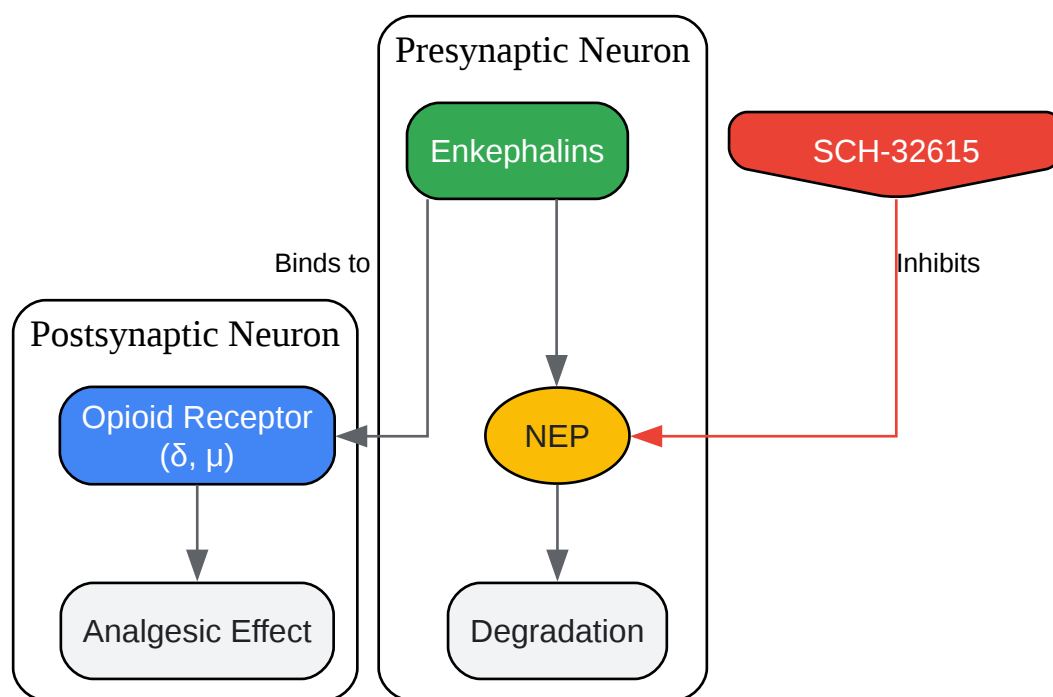 Presynaptic Neuron
Enkephalins
SCH-32615
Binds to
Inhibits
Postsynaptic Neuron
Opioid Receptor
(δ, μ)
NEP
Analgesic Effect
Degradation